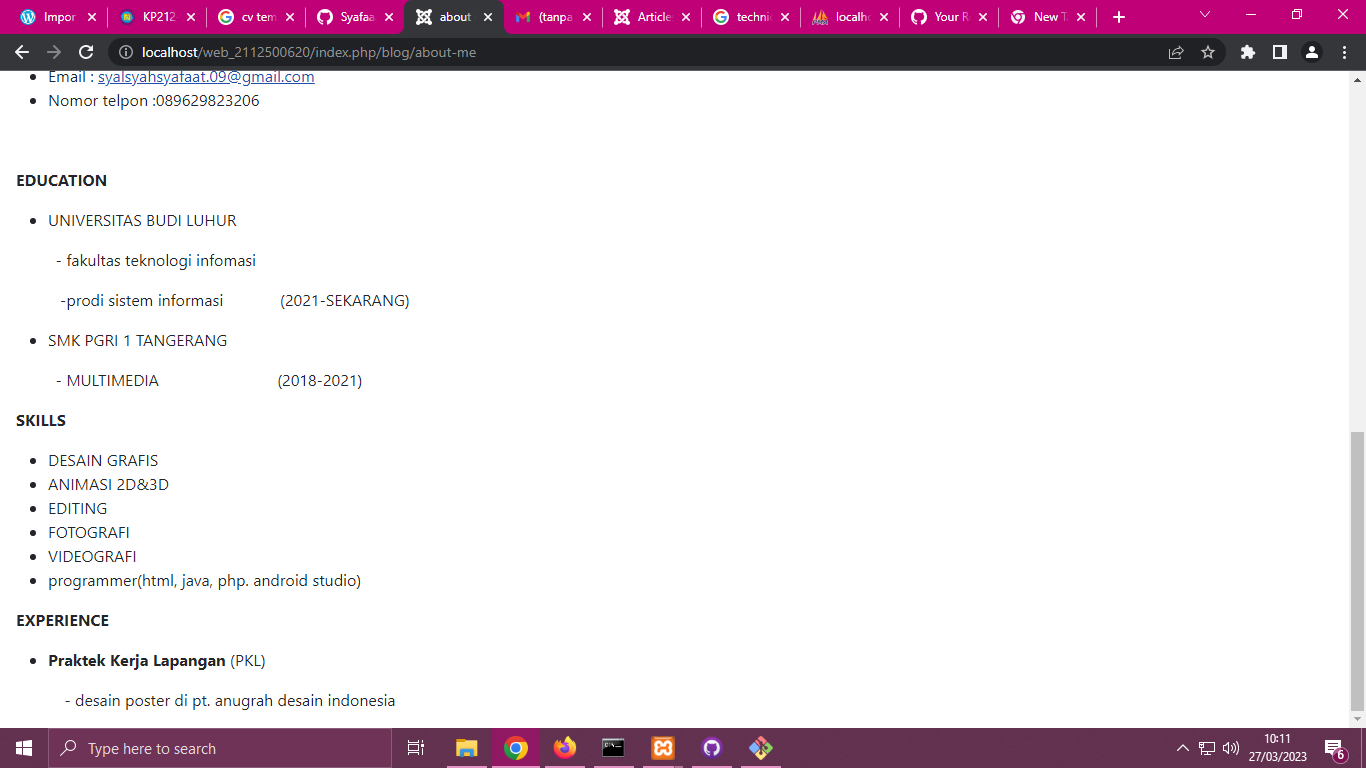 Impor
KP212
cv tem
Syafaa
about
(tanpa
Article
technic
localho
Your R
New T
localhost/web_2112500620/index.php/blog/about-me
Email : syalsyahsyafaat.09@gmail.com
Nomor telpon :089629823206
EDUCATION
UNIVERSITAS BUDI LUHUR
- fakultas teknologi infomasi
-prodi sistem informasi (2021-SEKARANG)
SMK PGRI 1 TANGERANG
- MULTIMEDIA (2018-2021)
SKILLS
DESAIN GRAFIS
ANIMASI 2D&3D
EDITING
FOTOGRAFI
VIDEOGRAFI
programmer(html, java, php. android studio)
EXPERIENCE
Praktek Kerja Lapangan (PKL)
- desain poster di pt. anugrah desain indonesia
Type here to search
10:11
27/03/2023
6